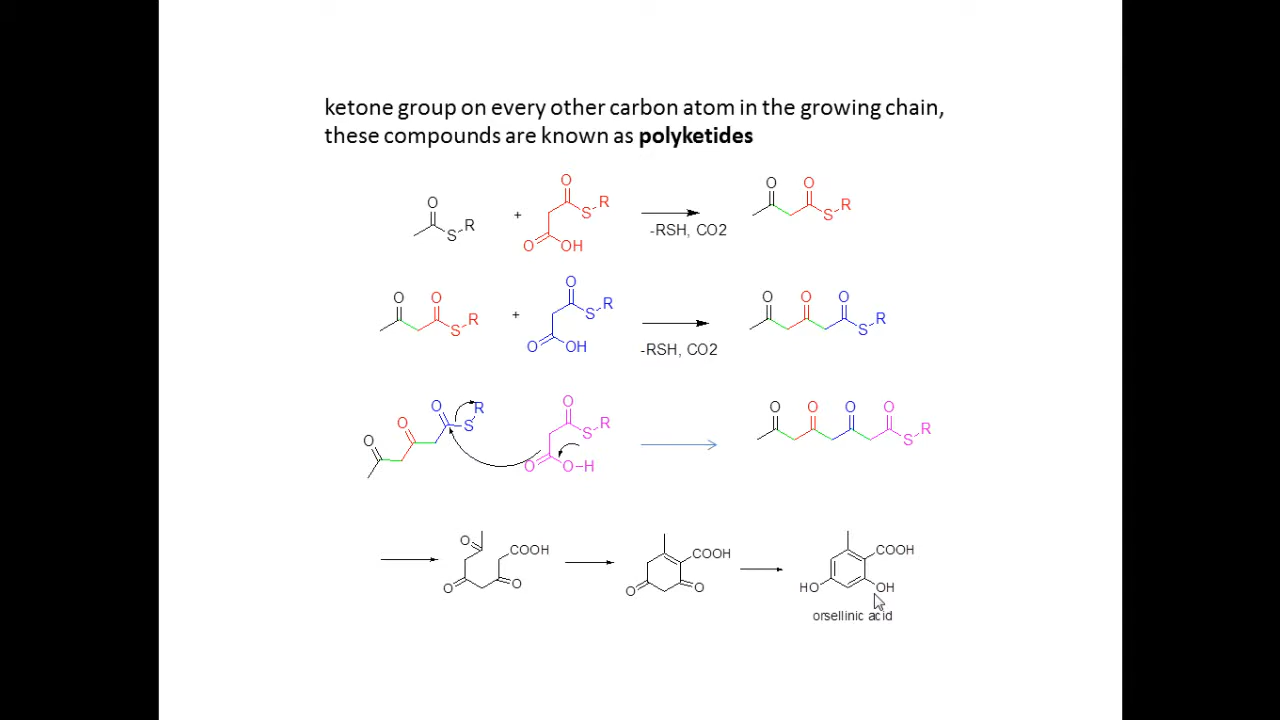 ketone group on every other carbon atom in the growing chain,
these compounds are known as polyketides
O O O O
O S R + S R S R
O OH -RSH, CO2
O O O O O O
S R + S R S R
O OH -RSH, CO2
O O O O O O O O
S R S R S R
O O-H
O COOH COOH COOH
O O O O HO OH
orsellinic acid